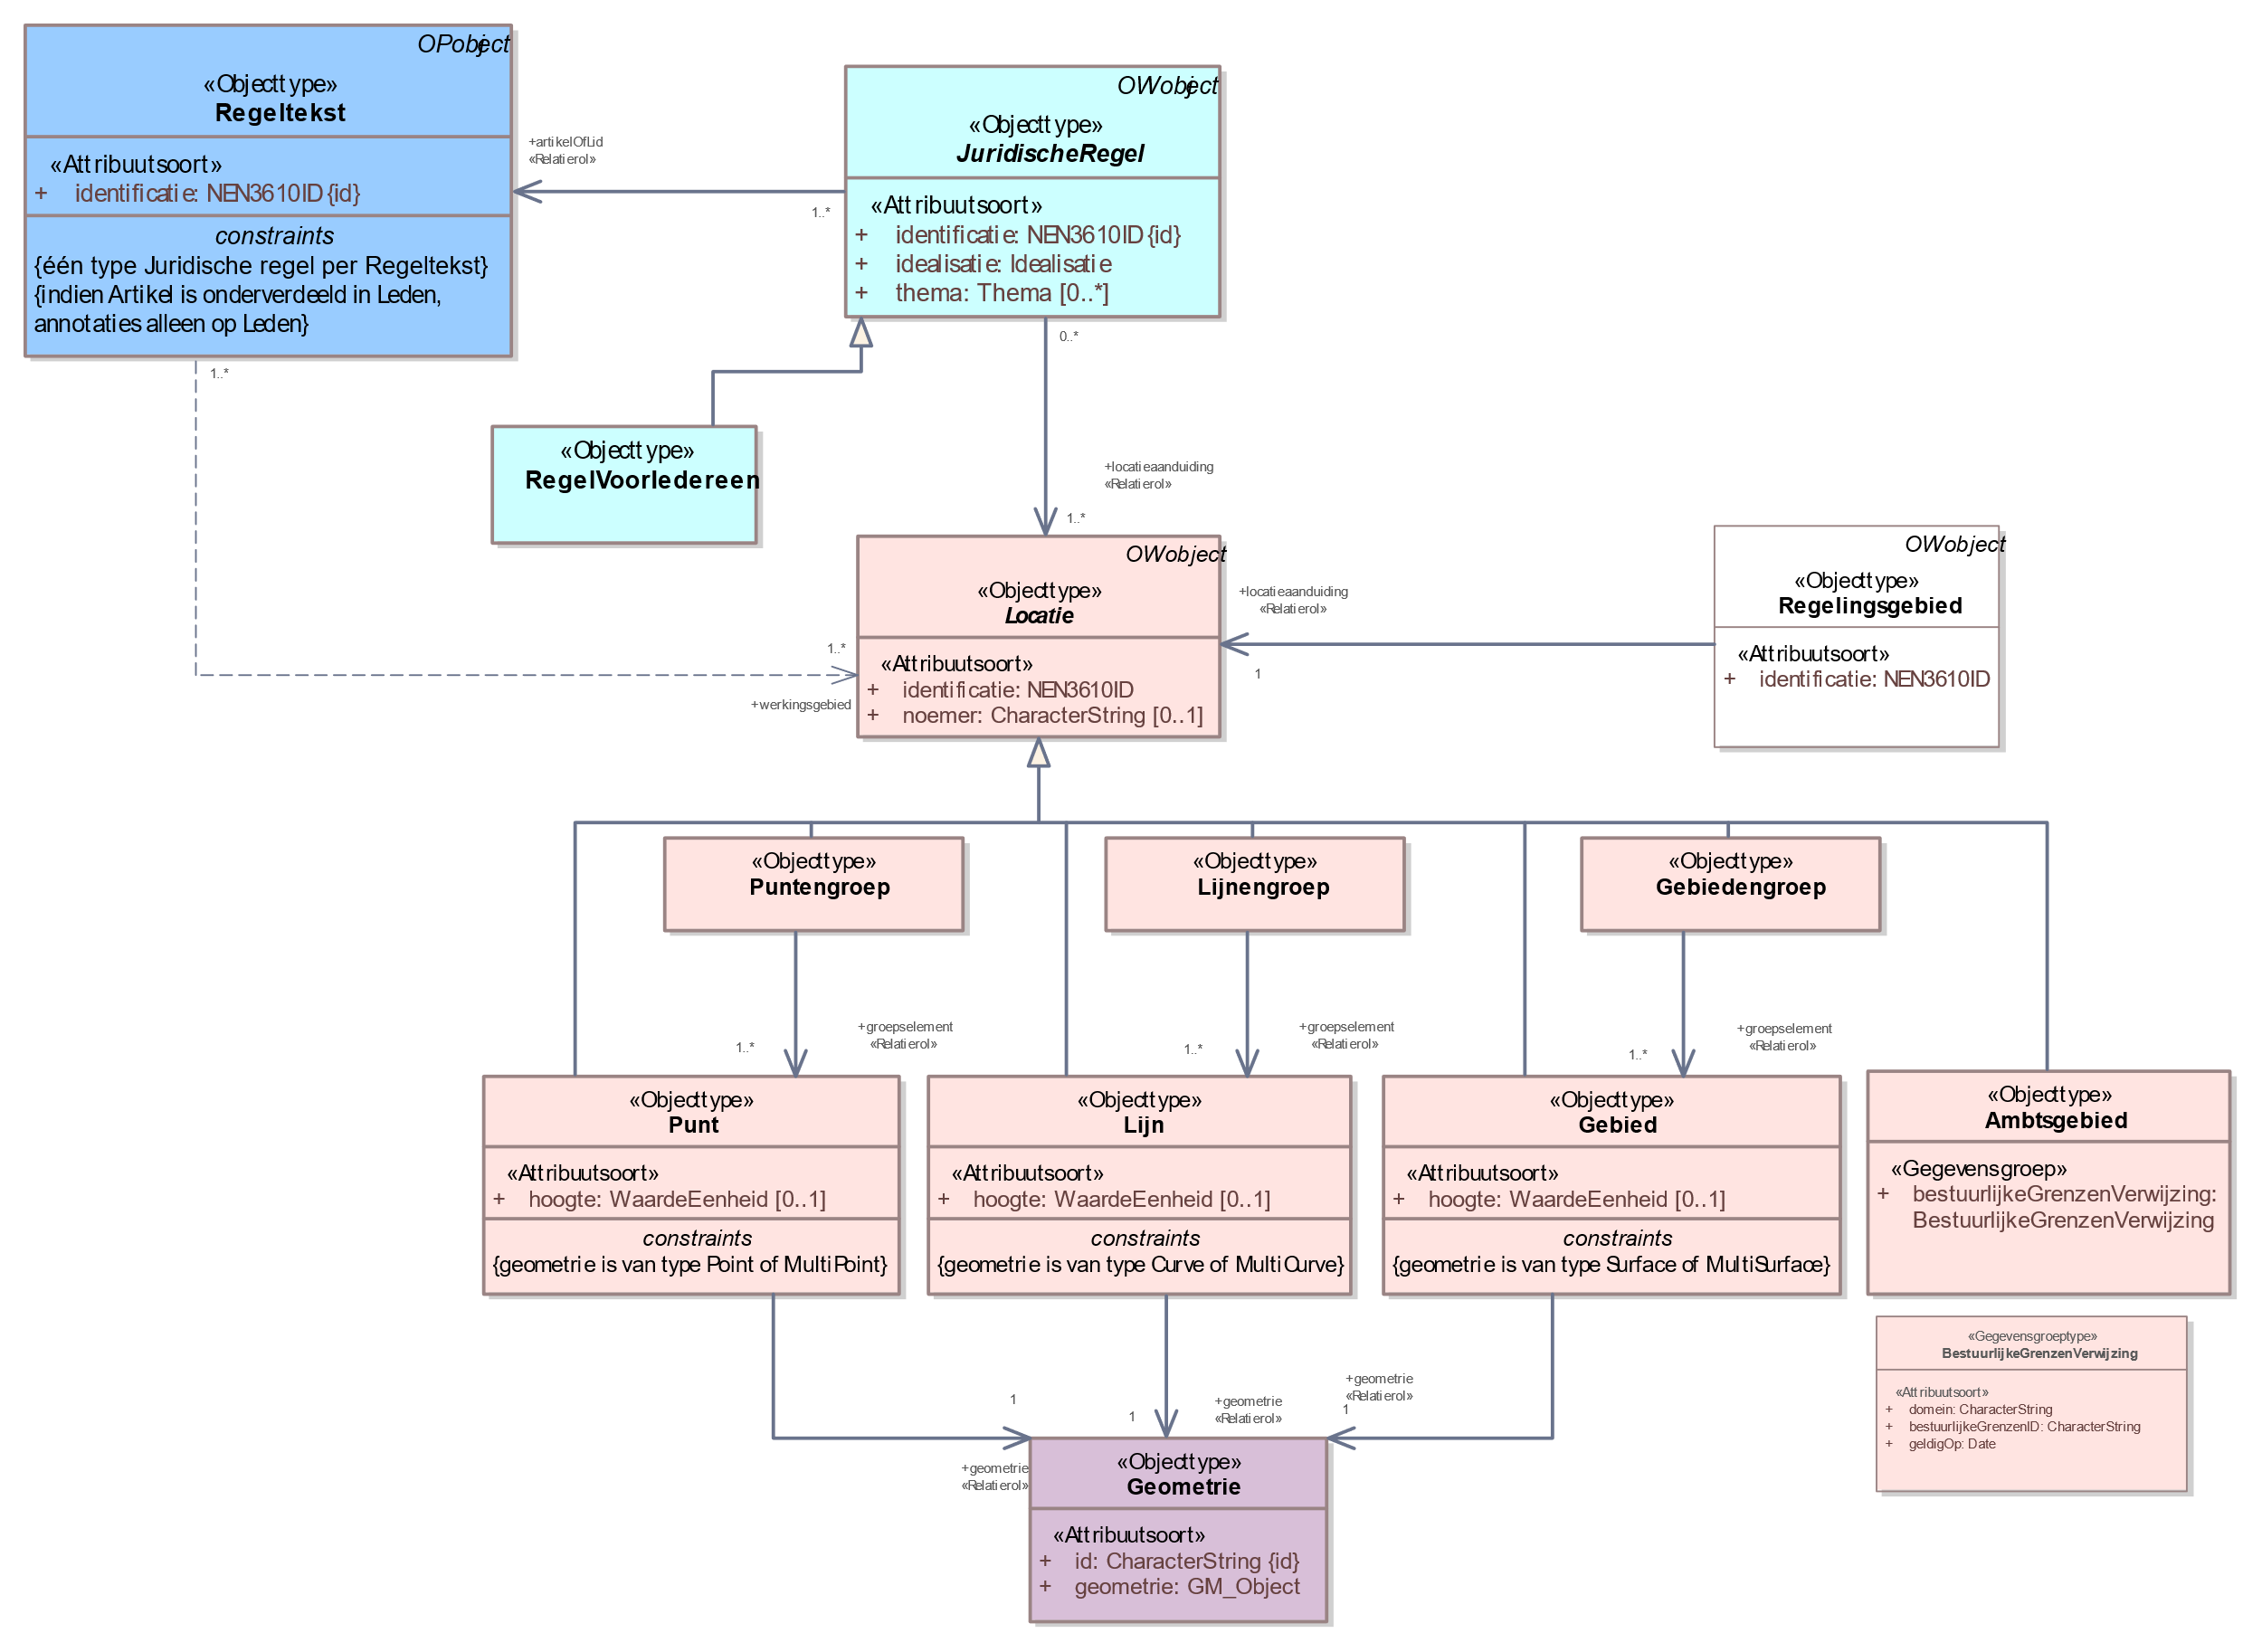 OPobject
«Objecttype»
Regeltekst
«Attribuutsoort»
+ identificatie: NEN3610ID {id}
constraints
{één type Juridische regel per Regeltekst}
{indien Artikel is onderverdeeld in Leden,
annotaties alleen op Leden}
+artikelOfLid
«Relatierol»
1..*
OWobject
«Objecttype»
JuridischeRegel
«Attribuutsoort»
+ identificatie: NEN3610ID {id}
+ idealisatie: Idealisatie
+ thema: Thema [0..*]
1..*
0..*
«Objecttype»
RegelVoorIedereen
+locatieaanduiding
«Relatierol»
1..*
OWobject
«Objecttype»
Locatie
«Attribuutsoort»
+ identificatie: NEN3610ID
+ noemer: CharacterString [0..1]
1..*
+werkingsgebied
+locatieaanduiding
«Relatierol»
1
OWobject
«Objecttype»
Regelingsgebied
«Attribuutsoort»
+ identificatie: NEN3610ID
«Objecttype»
Puntengroep
«Objecttype»
Lijnengroep
«Objecttype»
Gebiedengroep
+groepselement
«Relatierol»
1..*
+groepselement
«Relatierol»
1..*
+groepselement
«Relatierol»
1..*
«Objecttype»
Punt
«Attribuutsoort»
+ hoogte: WaardeEenheid [0..1]
constraints
{geometrie is van type Point of MultiPoint}
«Objecttype»
Lijn
«Attribuutsoort»
+ hoogte: WaardeEenheid [0..1]
constraints
{geometrie is van type Curve of MultiCurve}
«Objecttype»
Gebied
«Attribuutsoort»
+ hoogte: WaardeEenheid [0..1]
constraints
{geometrie is van type Surface of MultiSurface}
«Objecttype»
Ambtsgebied
«Gegevensgroep»
+ bestuurlijkeGrenzenVerwijzing:
BestuurlijkeGrenzenVerwijzing
«Gegevensgroeptype»
BestuurlijkeGrenzenVerwijzing
«Attribuutsoort»
+ domein: CharacterString
+ bestuurlijkeGrenzenID: CharacterString
+ geldigOp: Date
1
+geometrie
«Relatierol»
1
+geometrie
«Relatierol»
+geometrie
«Relatierol»
1
«Objecttype»
Geometrie
«Attribuutsoort»
+ id: CharacterString {id}
+ geometrie: GM_Object